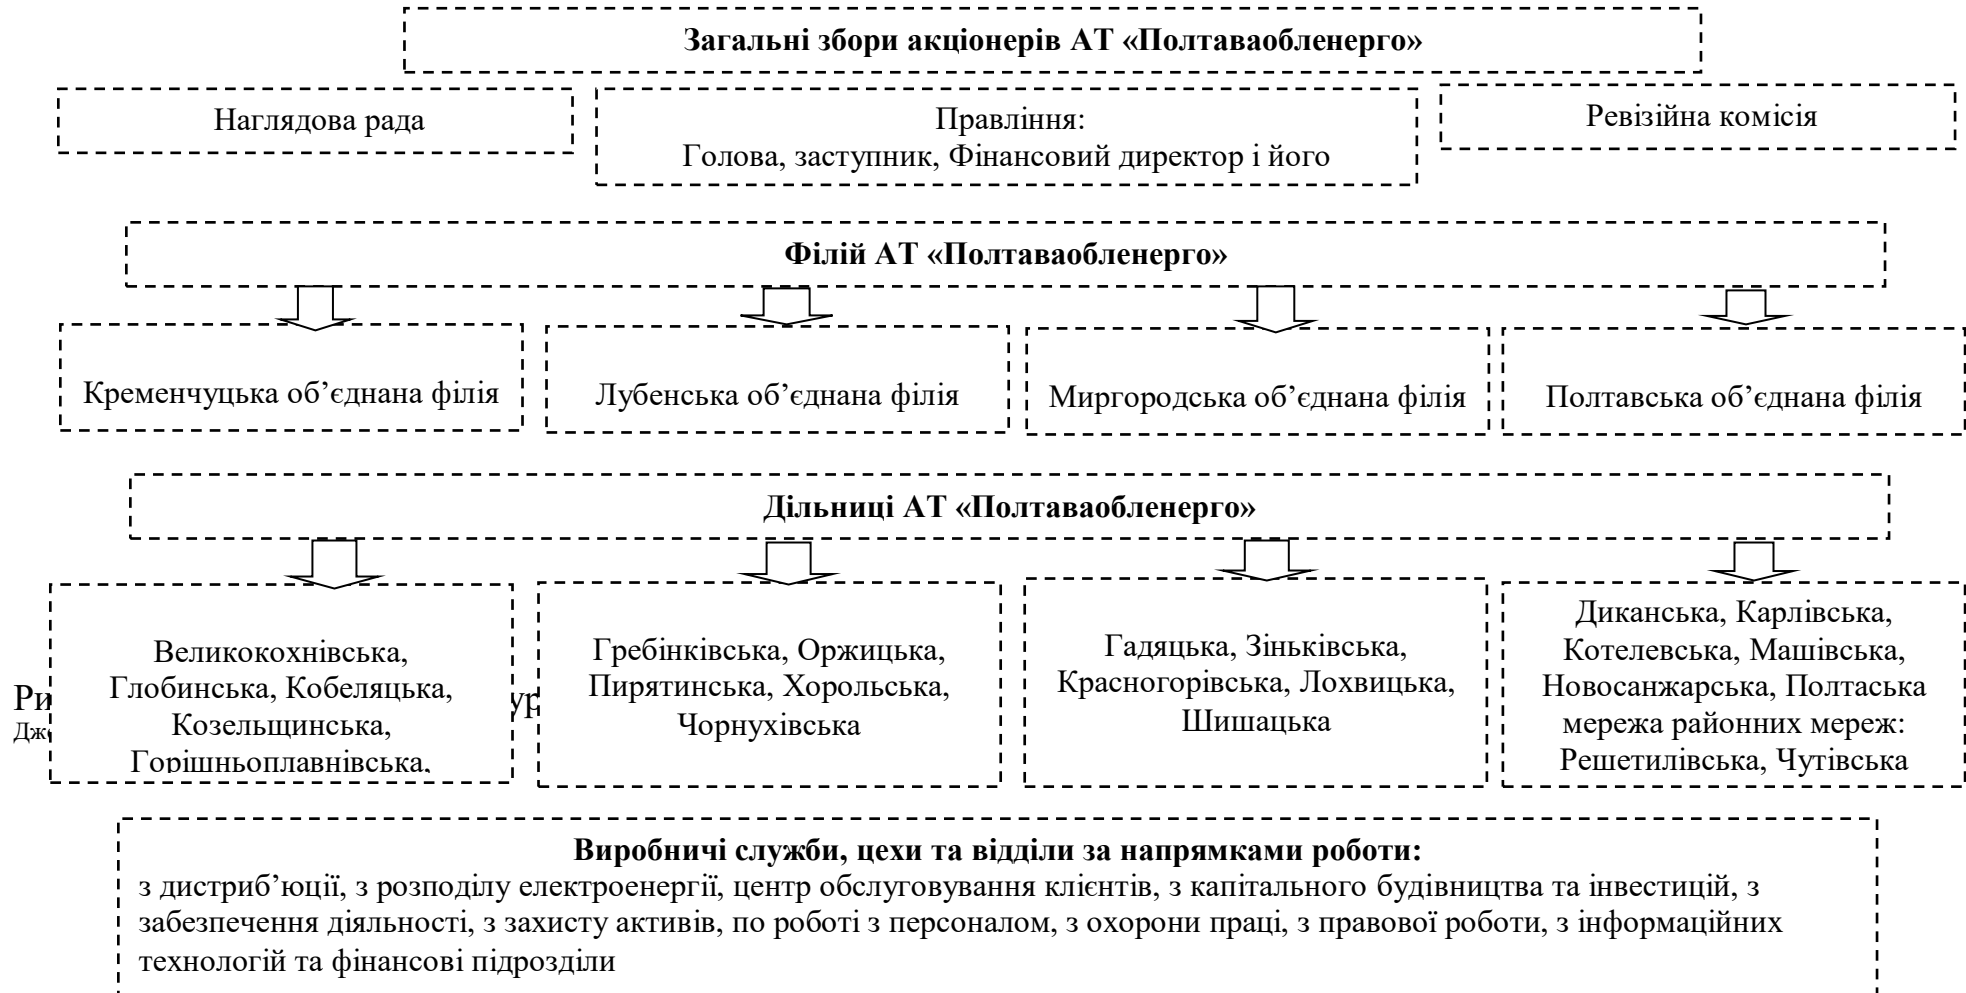 Загальні збори акціонерів АТ «Полтаваобленерго»
Наглядова рада
Правління:
Голова, заступник, Фінансовий директор і його
Ревізійна комісія
Філій АТ «Полтаваобленерго»
Кременчуцька об’єднана філія
Лубенська об’єднана філія
Миргородська об’єднана філія
Полтавська об’єднана філія
Дільниці АТ «Полтаваобленерго»
Великокохнівська,
Глобинська, Кобеляцька,
Козельщинська,
Горішньоплавнівська,
Гребінківська, Оржицька,
Пирятинська, Хорольська,
Чорнухівська
Гадяцька, Зіньківська,
Красногорівська, Лохвицька,
Шишацька
Диканська, Карлівська,
Котелевська, Машівська,
Новосанжарська, Полтаська
мережа районних мереж:
Решетилівська, Чутівська
Виробничі служби, цехи та відділи за напрямками роботи:
з дистриб’юції, з розподілу електроенергії, центр обслуговування клієнтів, з капітального будівництва та інвестицій, з
забезпечення діяльності, з захисту активів, по роботі з персоналом, з охорони праці, з правової роботи, з інформаційних
технологій та фінансові підрозділи